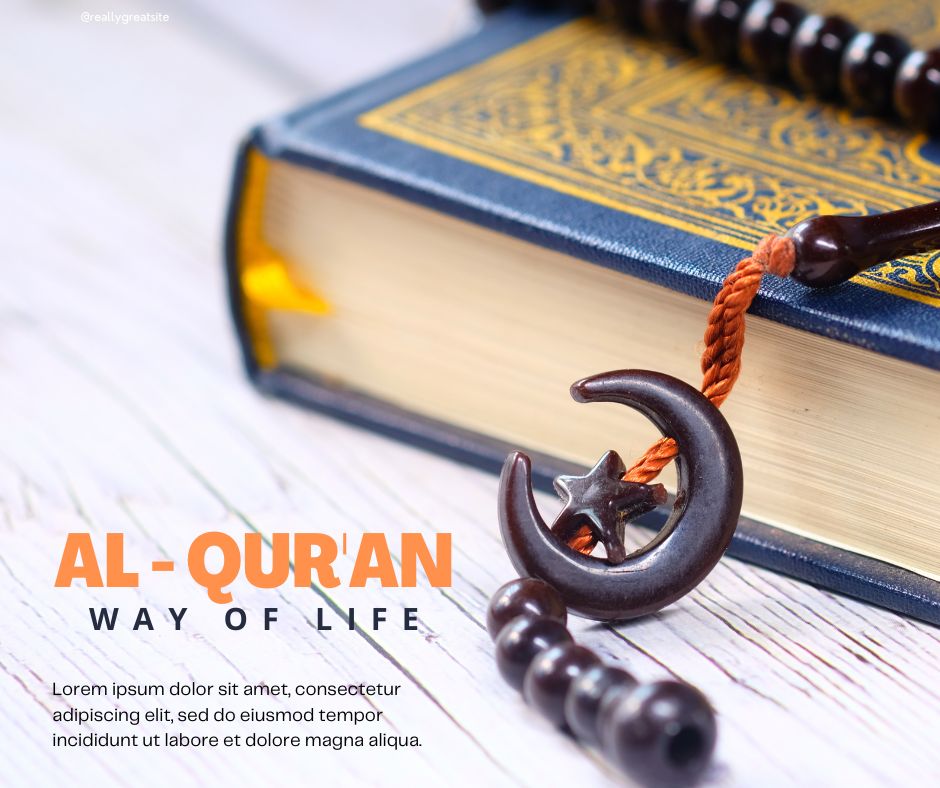 @reallygreatsite
AL-QUR'AN
WAY OF LIFE
Lorem ipsum dolor sit amet, consectetur
adipiscing elit, sed do eiusmod tempor
incididunt ut labore et dolore magna aliqua.